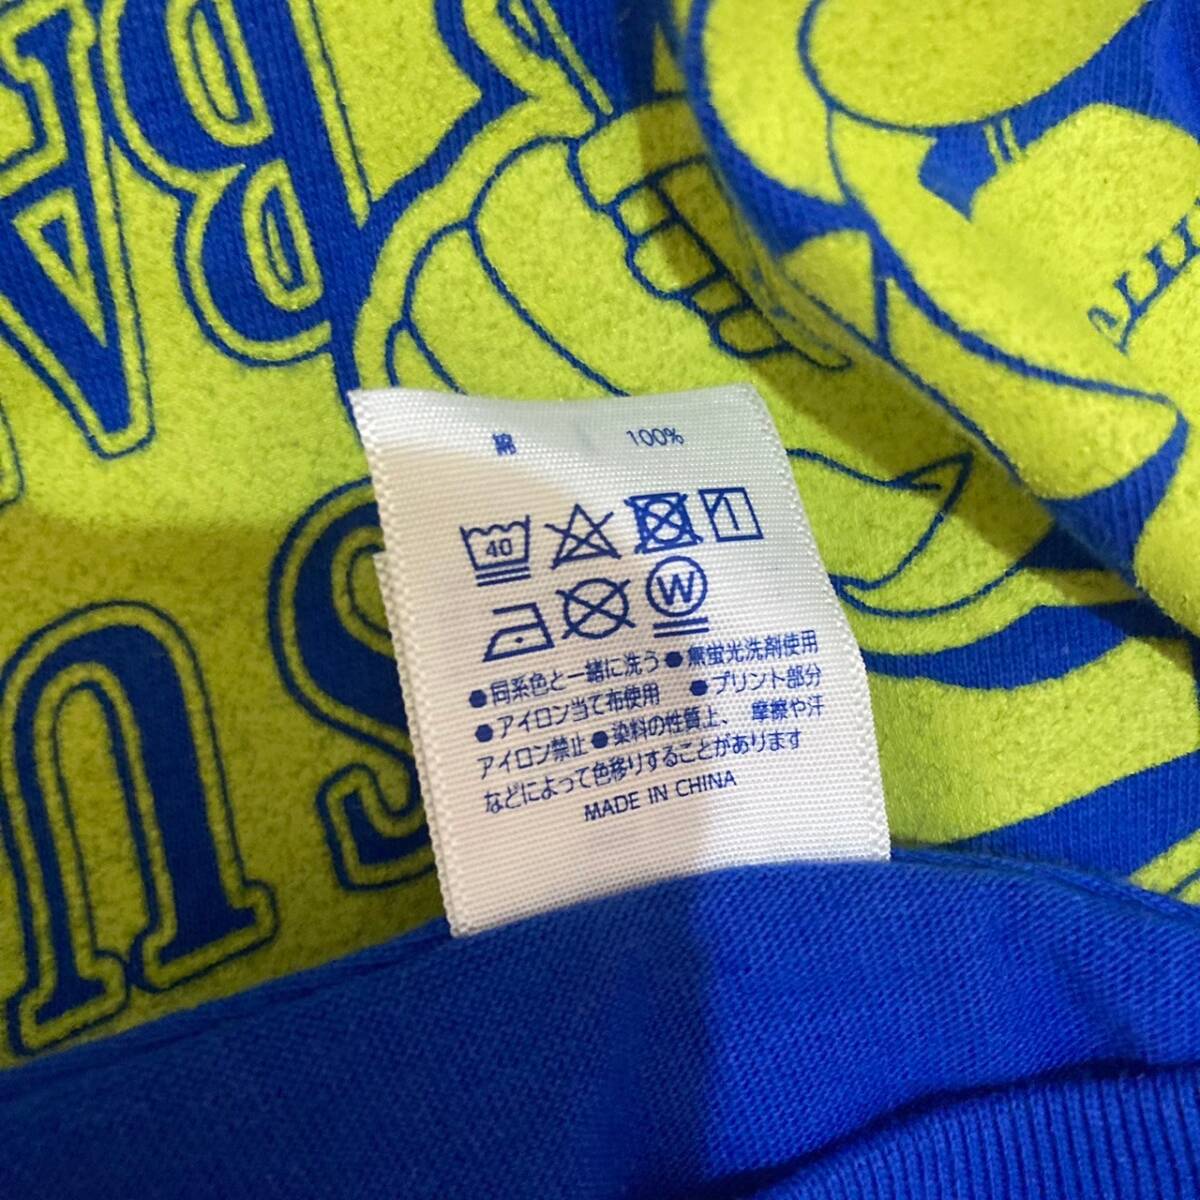 綿 100%
40
W
●同系色と一緒に洗う●無蛍光洗剤使用
●アイロン当て布使用 ●プリント部分
アイロン禁止●染料の性質上、摩擦や汗
などによって色移りすることがあります
MADE IN CHINA
BA
SU